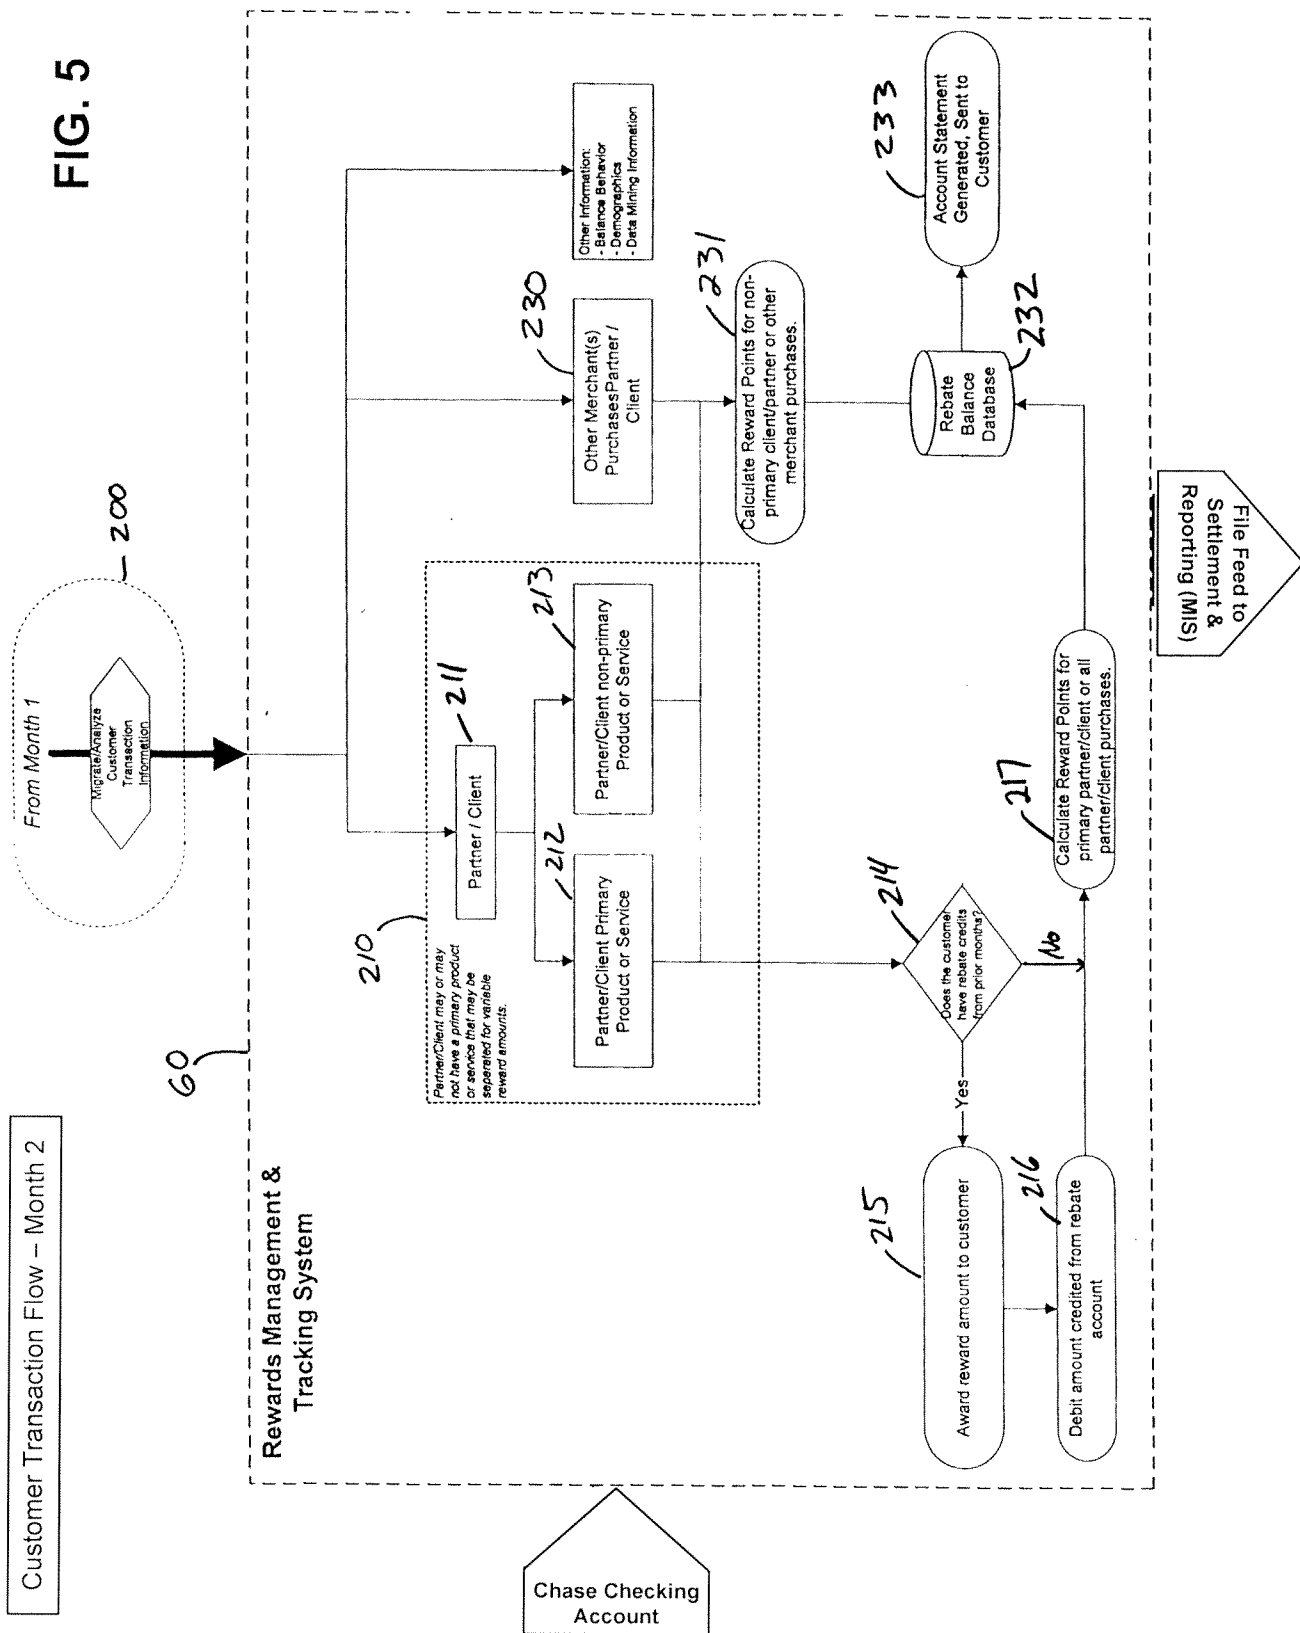 Customer Transaction Flow – Month 2
FIG. 5
From Month 1
Migrate/Analyze
Customer
Transaction
Information
200
60
Rewards Management &
Tracking System
210
Partner/Client may or may
not have a primary product
or service that may be
separated for variable
reward amounts.
Partner / Client
211
212
Partner/Client Primary
Product or Service
213
Partner/Client non-primary
Product or Service
230
Other Merchant(s)
PurchasesPartner /
Client
Other Information:
- Balance Behavior
- Demographics
- Data Mining Information
231
Calculate Reward Points for non-
primary client/partner or other
merchant purchases.
214
Does the customer
have rebate credits
from prior months?
Yes
No
215
Award reward amount to customer
216
Debit amount credited from rebate
account
217
Calculate Reward Points for
primary partner/client or all
partner/client purchases.
Rebate
Balance
Database
232
233
Account Statement
Generated, Sent to
Customer
Chase Checking
Account
File Feed to
Settlement &
Reporting (MIS)